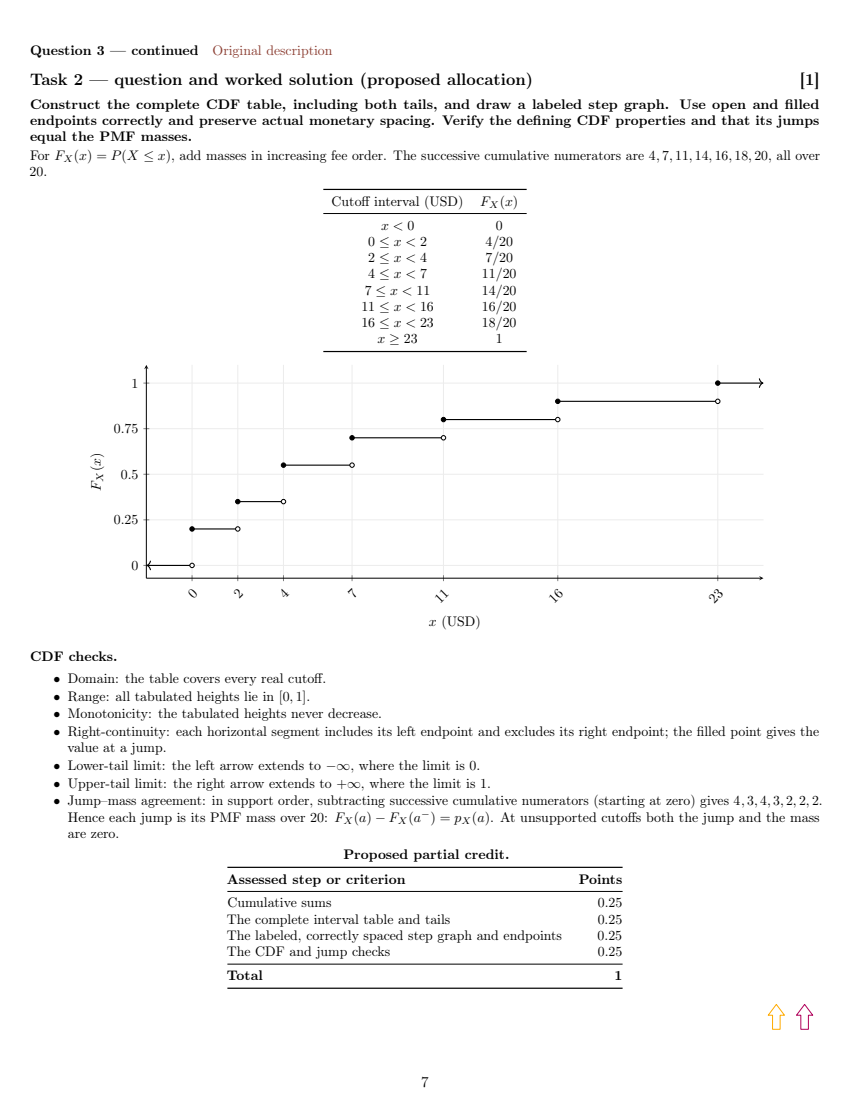 Question 3 — continued Original description
Task 2 — question and worked solution (proposed allocation) [1]
Construct the complete CDF table, including both tails, and draw a labeled step graph. Use open and filled
endpoints correctly and preserve actual monetary spacing. Verify the defining CDF properties and that its jumps
equal the PMF masses.
For F_X(x) = P(X ≤ x), add masses in increasing fee order. The successive cumulative numerators are 4, 7, 11, 14, 16, 18, 20, all over
20.
Cutoff interval (USD) F_X(x)
x < 0 0
0 ≤ x < 2 4/20
2 ≤ x < 4 7/20
4 ≤ x < 7 11/20
7 ≤ x < 11 14/20
11 ≤ x < 16 16/20
16 ≤ x < 23 18/20
x ≥ 23 1
1
0.75
0.5
0.25
0
F_X(x)
0 2 4 7 11 16 23
x (USD)
CDF checks.
• Domain: the table covers every real cutoff.
• Range: all tabulated heights lie in [0, 1].
• Monotonicity: the tabulated heights never decrease.
• Right-continuity: each horizontal segment includes its left endpoint and excludes its right endpoint; the filled point gives the
value at a jump.
• Lower-tail limit: the left arrow extends to −∞, where the limit is 0.
• Upper-tail limit: the right arrow extends to +∞, where the limit is 1.
• Jump–mass agreement: in support order, subtracting successive cumulative numerators (starting at zero) gives 4, 3, 4, 3, 2, 2, 2.
Hence each jump is its PMF mass over 20: F_X(a) − F_X(a⁻) = p_X(a). At unsupported cutoffs both the jump and the mass
are zero.
Proposed partial credit.
Assessed step or criterion Points
Cumulative sums 0.25
The complete interval table and tails 0.25
The labeled, correctly spaced step graph and endpoints 0.25
The CDF and jump checks 0.25
Total 1
7